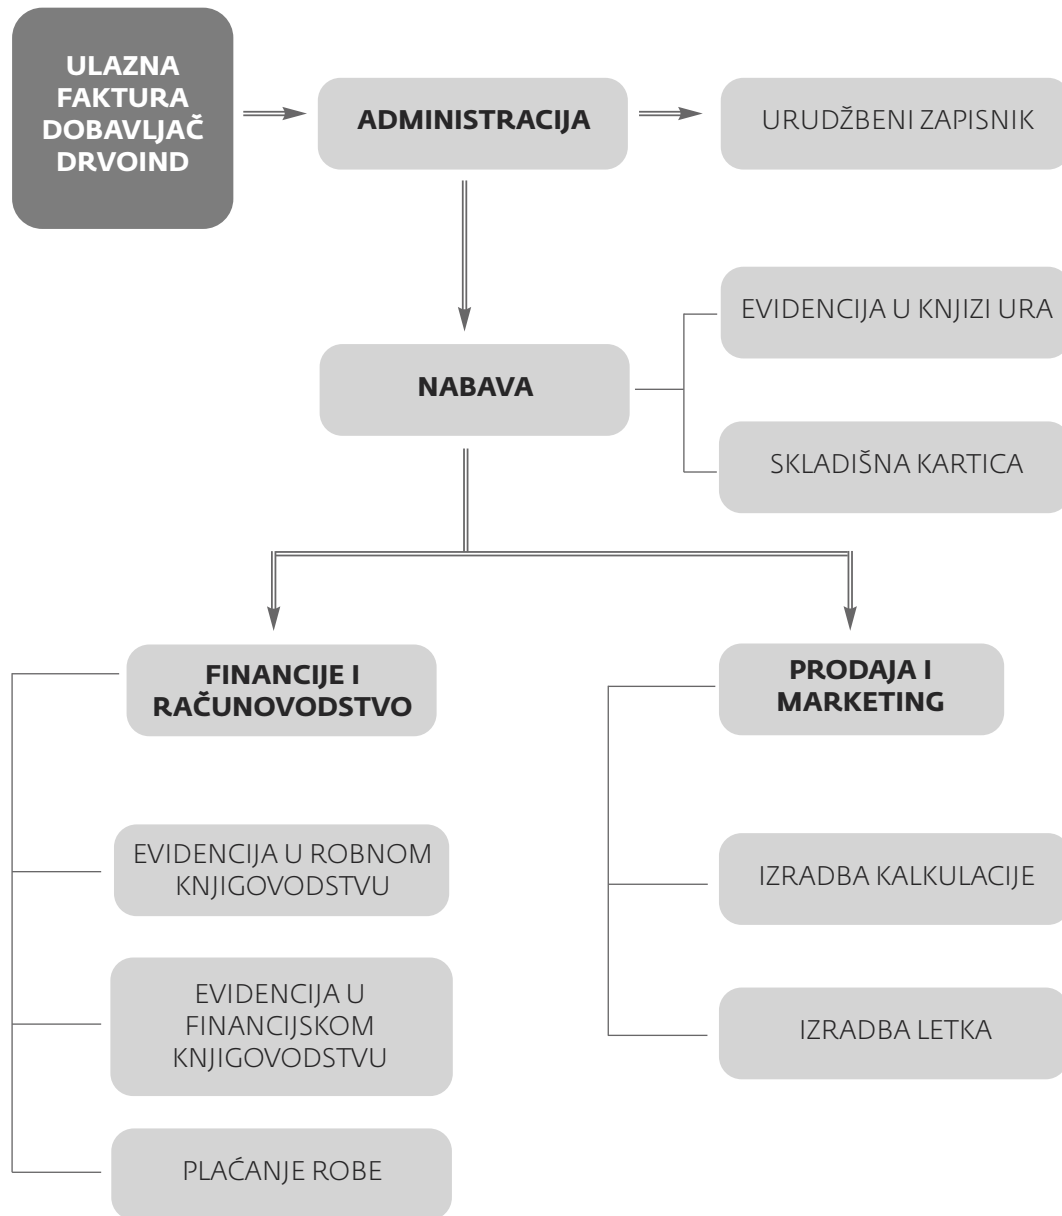 ULAZNA
FAKTURA
DOBAVLJAČ
DRVOIND
ADMINISTRACIJA
URUDŽBENI ZAPISNIK
EVIDENCIJA U KNJIZI URA
NABAVA
SKLADIŠNA KARTICA
FINANCIJE I
RAČUNOVODSTVO
PRODAJA I
MARKETING
EVIDENCIJA U ROBNOM
KNJIGOVODSTVU
IZRADBA KALKULACIJE
EVIDENCIJA U
FINANCIJSKOM
KNJIGOVODSTVU
IZRADBA LETKA
PLAĆANJE ROBE